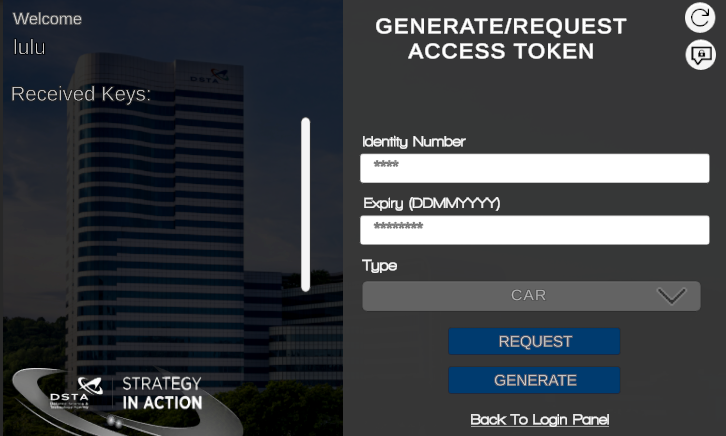 Welcome
lulu
Received Keys:
DSTA
DSTA
STRATEGY
IN ACTION
GENERATE/REQUEST
ACCESS TOKEN
Identity Number
****
Expiry (DDMMYYYY)
********
Type
CAR
REQUEST
GENERATE
Back To Login Panel